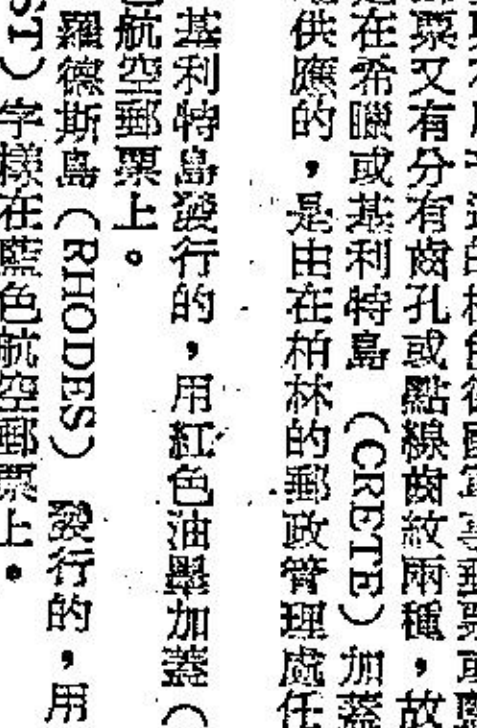 票又有分有齒孔或點線齒紋兩種，故
在希臘或基利特島（CRETE）加蓋
供應的，是由在柏林的郵政管理處任
基利特島發行的，用紅色油墨加蓋（
航空郵票上。
羅德斯島（RHODES）發行的，用
ST）字樣在藍色航空郵票上。